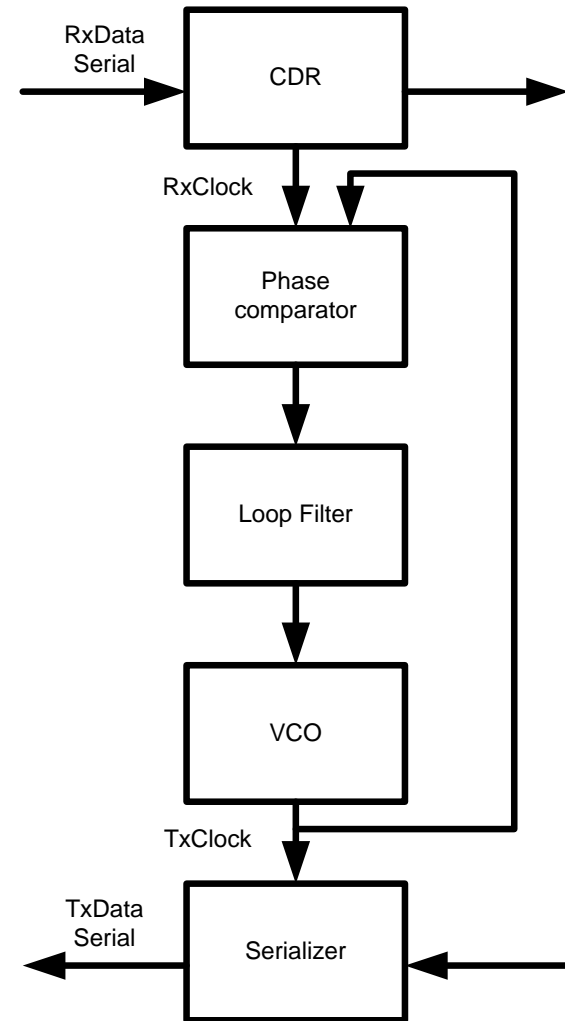 RxData
Serial
CDR
RxClock
Phase
comparator
Loop Filter
VCO
TxClock
TxData
Serial
Serializer